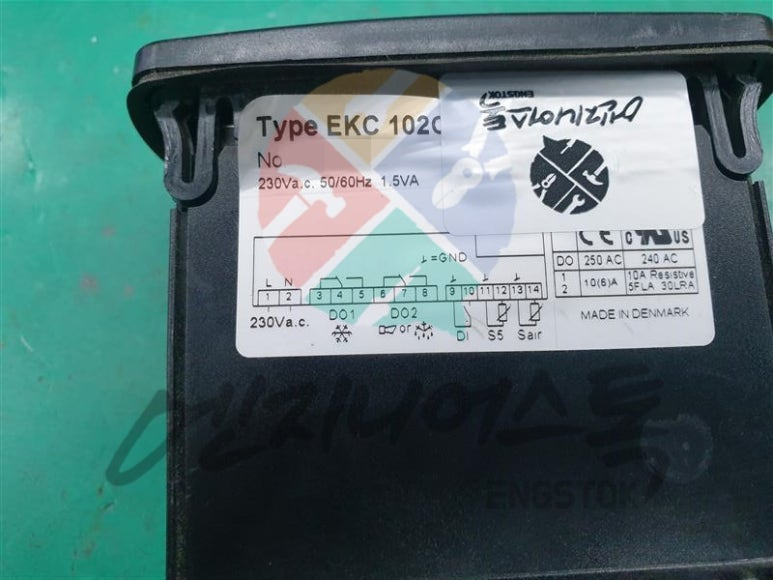 Type EKC 102C
No
230Va.c. 50/60Hz 1.5VA
엔지니어스톡
ENGSTOK
⊥=GND
L N
1 2 3 4 5 6 7 8 9 10 11 12 13 14
230Va.c. DO1 DO2 DI S5 Sair
or
CE c US
DO 250 AC 240 AC
1 2 10(6)A 10A Resistive
5FLA 30LRA
MADE IN DENMARK
엔지니어스톡
ENGSTOK